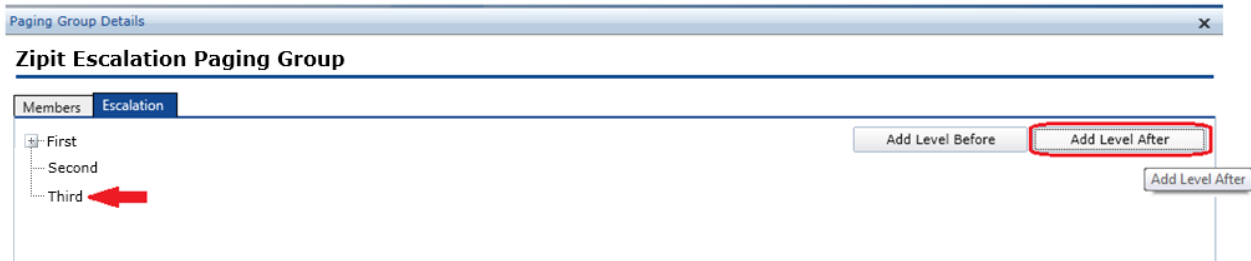 Paging Group Details
Zipit Escalation Paging Group
Members Escalation
First Add Level Before Add Level After
Second
Add Level After
Third